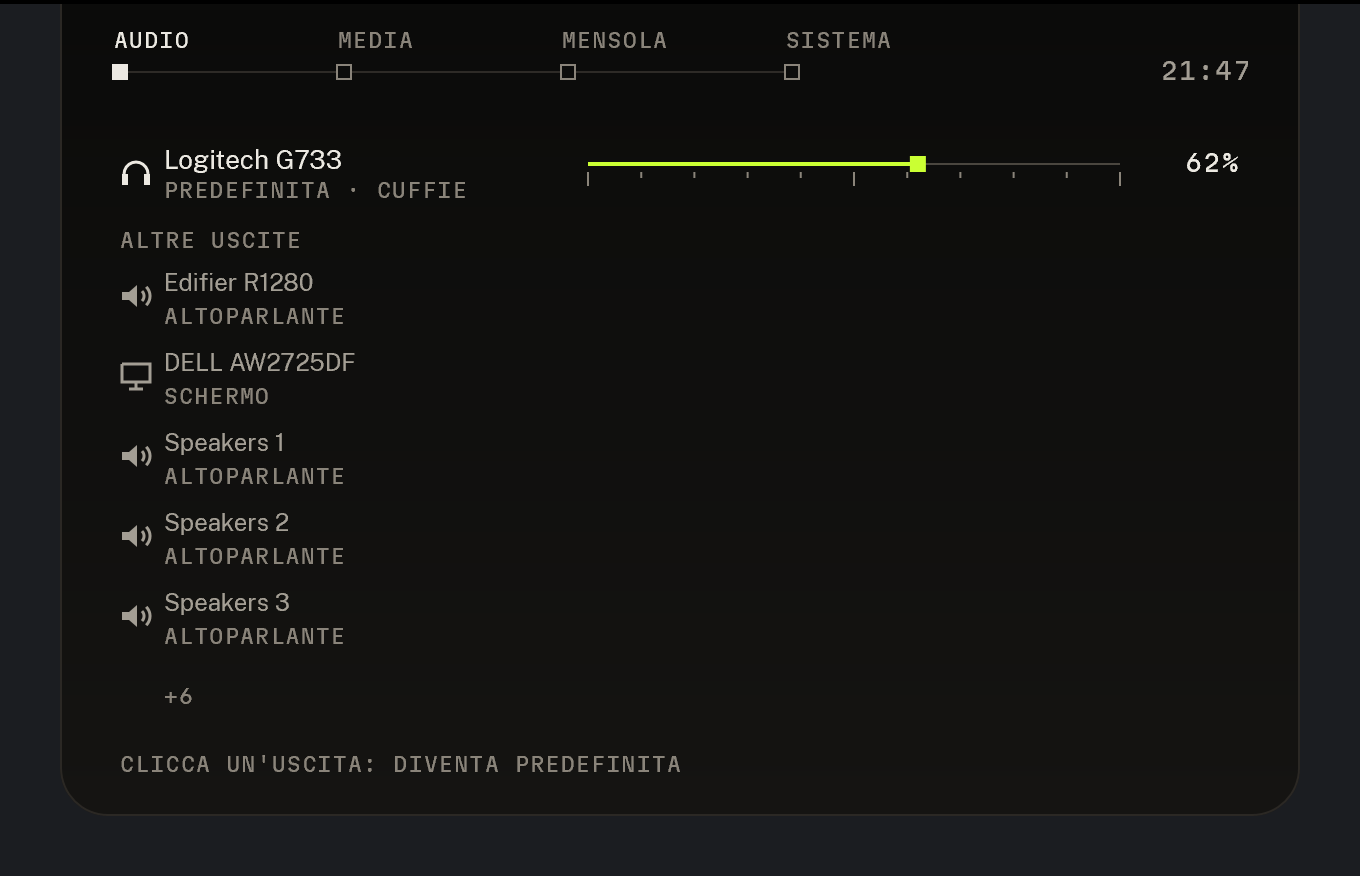 AUDIO MEDIA MENSOLA SISTEMA
21:47
Logitech G733
62%
PREDEFINITA · CUFFIE
ALTRE USCITE
Edifier R1280
ALTOPARLANTE
DELL AW2725DF
SCHERMO
Speakers 1
ALTOPARLANTE
Speakers 2
ALTOPARLANTE
Speakers 3
ALTOPARLANTE
+6
CLICCA UN'USCITA: DIVENTA PREDEFINITA